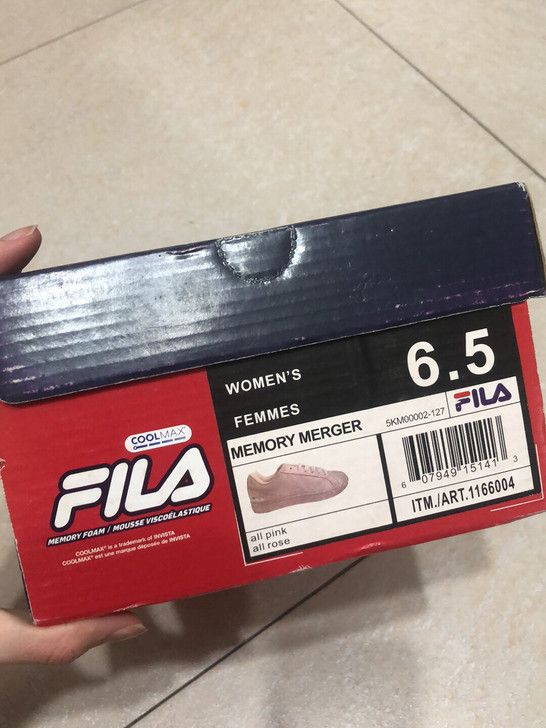 WOMEN'S
FEMMES
6.5
MEMORY MERGER
5KM00002-127
FILA
6 07949 15141 3
ITM./ART.1166004
all pink
all rose
COOLMAX®
FILA
MEMORY FOAM / MOUSSE VISCOÉLASTIQUE
COOLMAX® is a trademark of INVISTA
COOLMAX® est une marque déposée de INVISTA